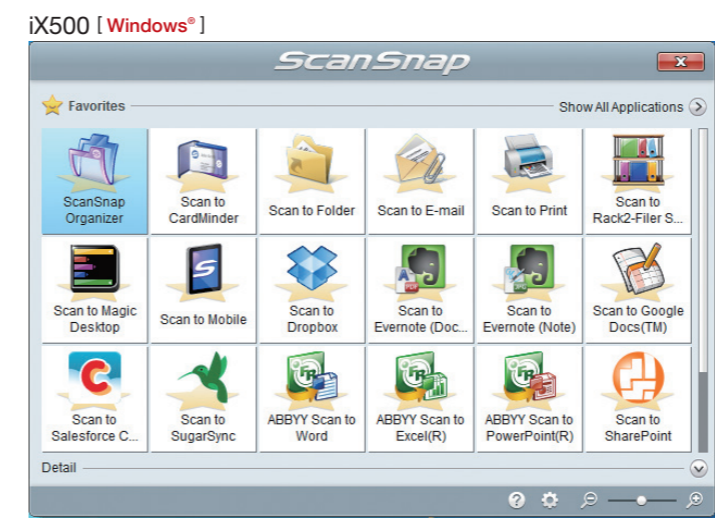 iX500 [ Windows® ]
ScanSnap
Favorites
Show All Applications
ScanSnap
Organizer
Scan to
CardMinder
Scan to Folder
Scan to E-mail
Scan to Print
Scan to
Rack2-Filer S...
Scan to Magic
Desktop
Scan to Mobile
Scan to
Dropbox
Scan to
Evernote (Doc...
Scan to
Evernote (Note)
Scan to Google
Docs(TM)
Scan to
Salesforce C...
Scan to
SugarSync
ABBYY Scan to
Word
ABBYY Scan to
Excel(R)
ABBYY Scan to
PowerPoint(R)
Scan to
SharePoint
Detail